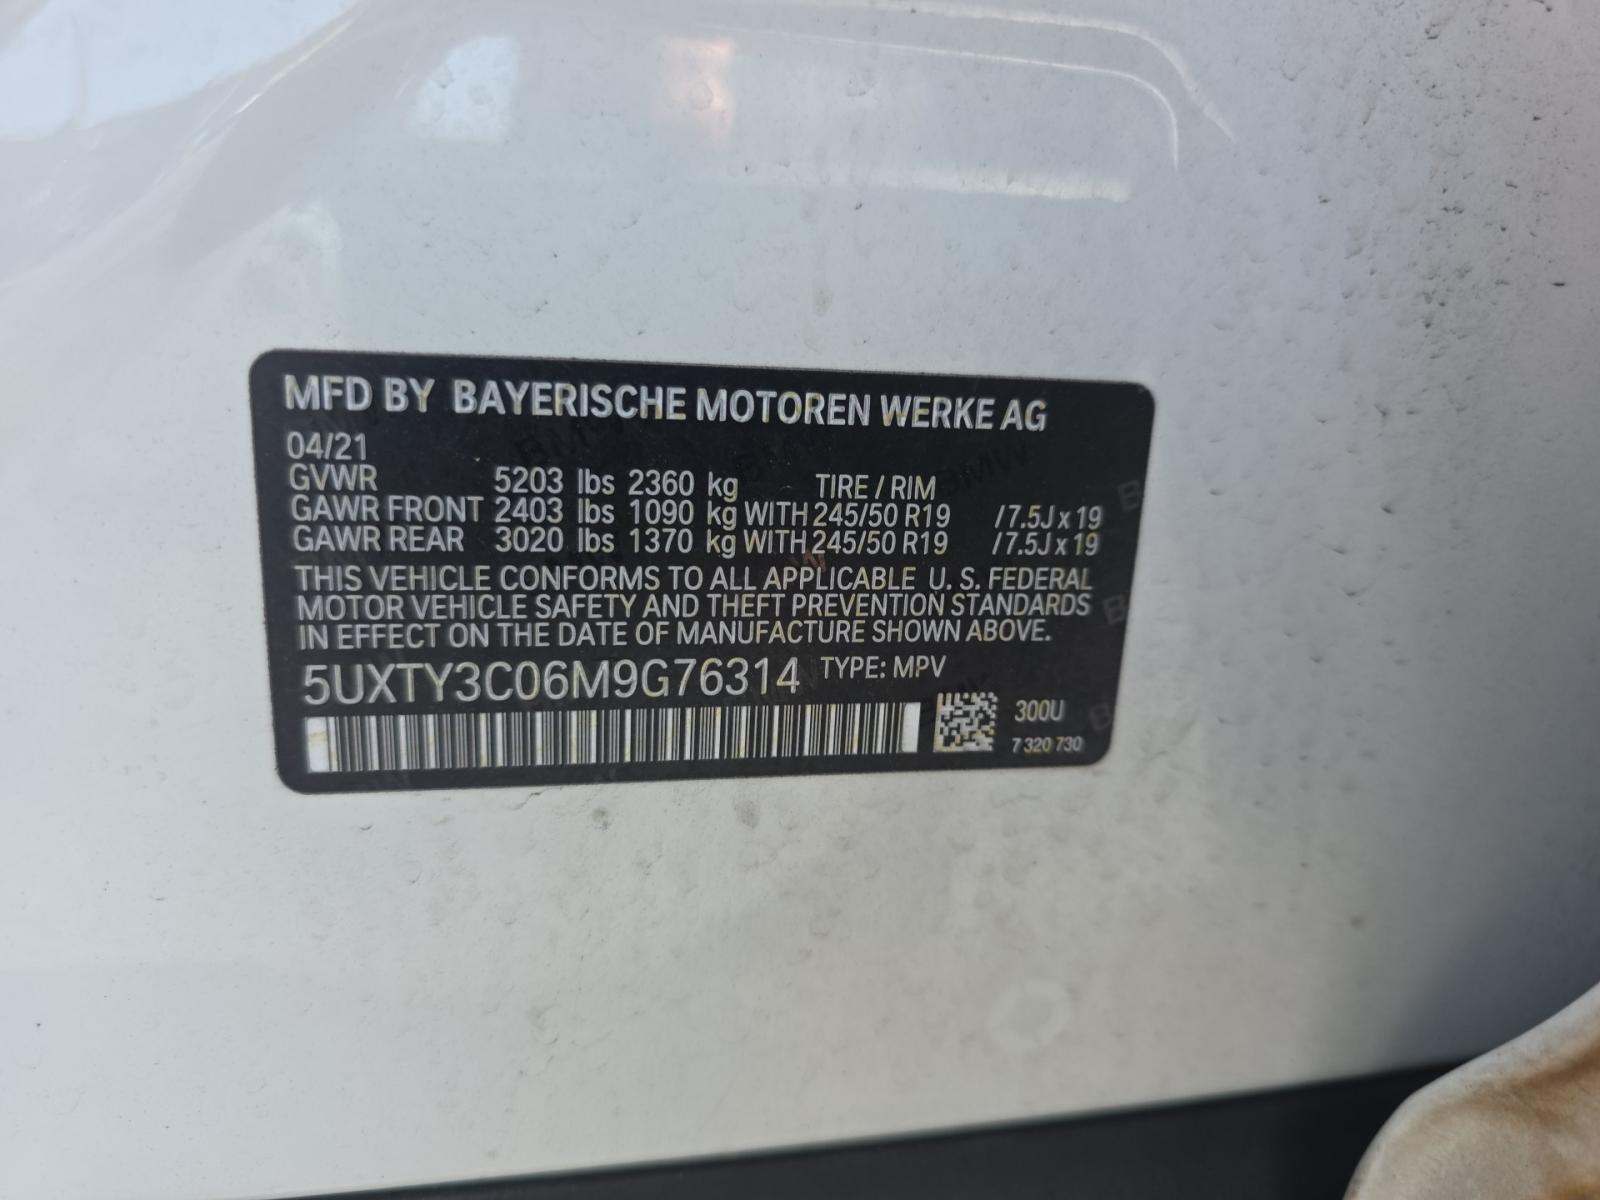 MFD BY BAYERISCHE MOTOREN WERKE AG
04/21
GVWR 5203 lbs 2360 kg TIRE / RIM
GAWR FRONT 2403 lbs 1090 kg WITH 245/50 R19 /7.5J x 19
GAWR REAR 3020 lbs 1370 kg WITH 245/50 R19 /7.5J x 19
THIS VEHICLE CONFORMS TO ALL APPLICABLE U. S. FEDERAL
MOTOR VEHICLE SAFETY AND THEFT PREVENTION STANDARDS
IN EFFECT ON THE DATE OF MANUFACTURE SHOWN ABOVE.
5UXTY3C06M9G76314 TYPE: MPV
300U
7 320 730